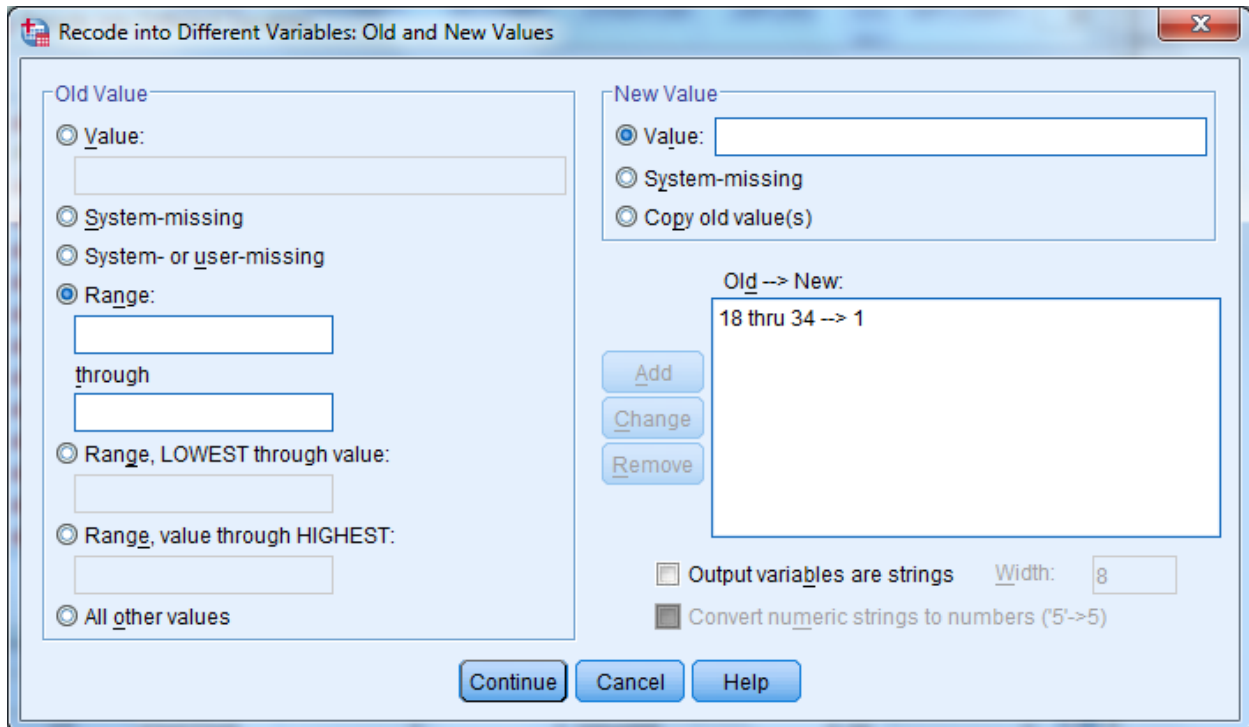 Recode into Different Variables: Old and New Values
Old Value
Value:
System-missing
System- or user-missing
Range:
through
Range, LOWEST through value:
Range, value through HIGHEST:
All other values
New Value
Value:
System-missing
Copy old value(s)
Old --> New:
18 thru 34 --> 1
Add
Change
Remove
Output variables are strings
Width:
8
Convert numeric strings to numbers ('5'->5)
Continue
Cancel
Help